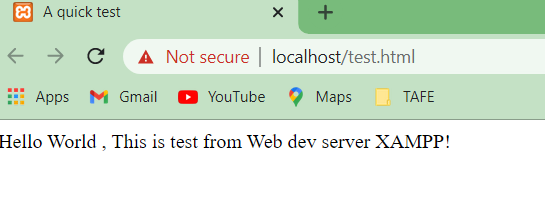 A quick test
Not secure | localhost/test.html
Apps Gmail YouTube Maps TAFE
Hello World , This is test from Web dev server XAMPP!